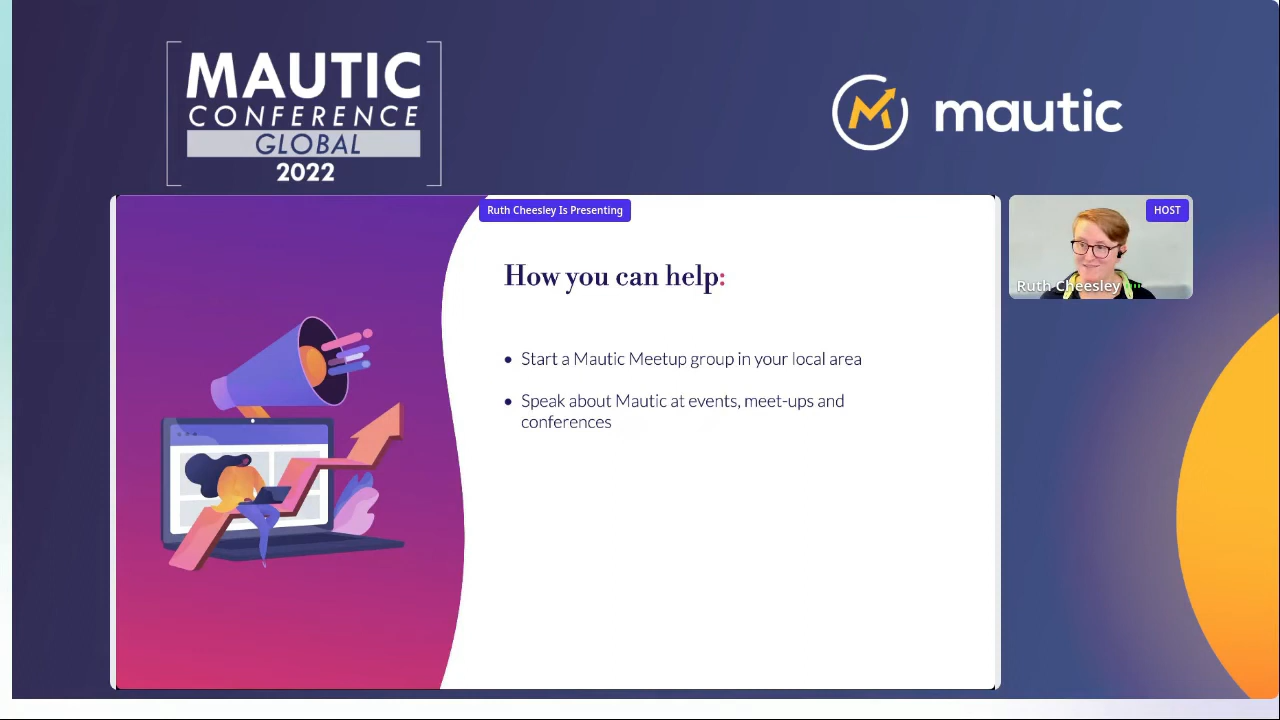 MAUTIC
CONFERENCE
GLOBAL
2022
mautic
Ruth Cheesley Is Presenting
HOST
Ruth Cheesley
How you can help:
• Start a Mautic Meetup group in your local area
• Speak about Mautic at events, meet-ups and
conferences